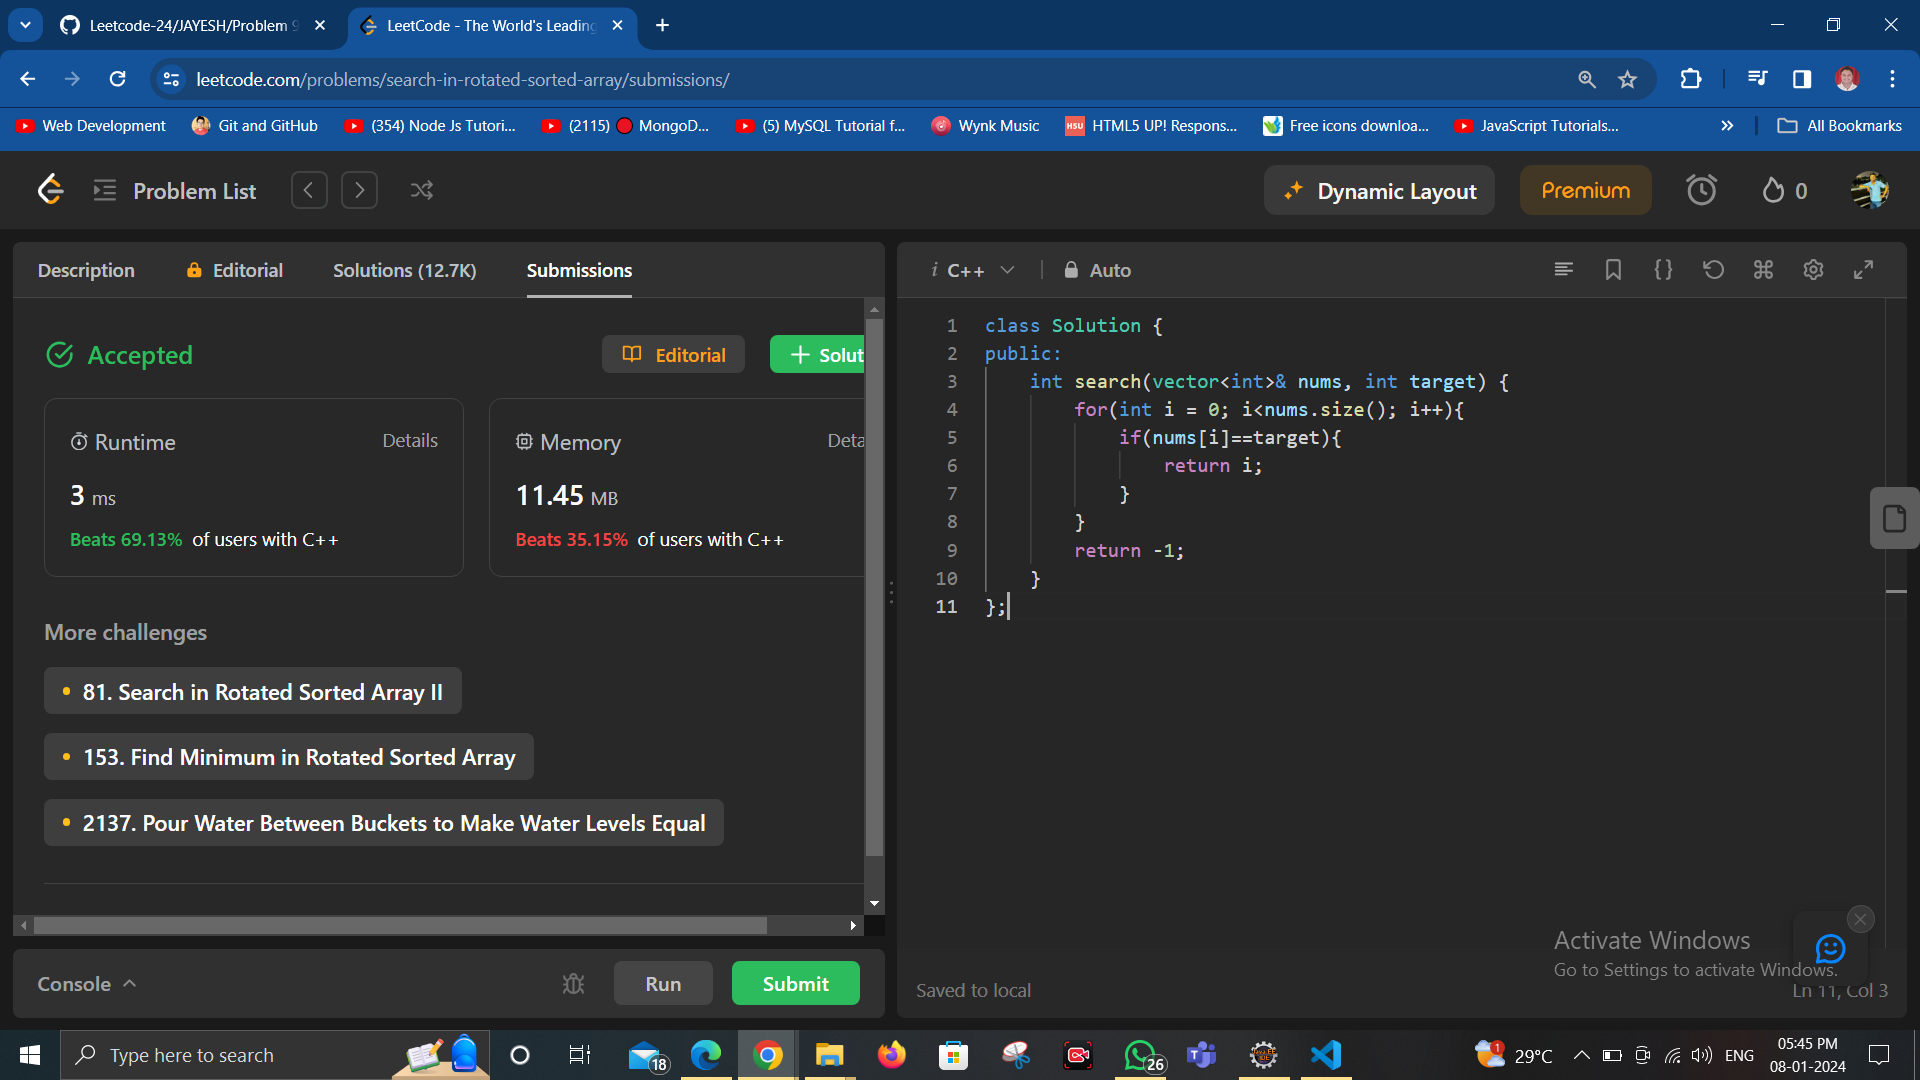 Leetcode-24/JAYESH/Problem 9
LeetCode - The World's Leading
leetcode.com/problems/search-in-rotated-sorted-array/submissions/
Web Development
Git and GitHub
(354) Node Js Tutori...
(2115) 🔴 MongoD...
(5) MySQL Tutorial f...
Wynk Music
HSU
HTML5 UP! Respons...
Free icons downloa...
JavaScript Tutorials...
All Bookmarks
Problem List
Dynamic Layout
Premium
0
Description
Editorial
Solutions (12.7K)
Submissions
Accepted
Editorial
Solut
Runtime
Details
3 ms
Beats 69.13% of users with C++
Memory
Deta
11.45 MB
Beats 35.15% of users with C++
More challenges
81. Search in Rotated Sorted Array II
153. Find Minimum in Rotated Sorted Array
2137. Pour Water Between Buckets to Make Water Levels Equal
Console
Run
Submit
i C++
Auto
1 class Solution {
2 public:
3 int search(vector<int>& nums, int target) {
4 for(int i = 0; i<nums.size(); i++){
5 if(nums[i]==target){
6 return i;
7 }
8 }
9 return -1;
10 }
11 };
Activate Windows
Go to Settings to activate Windows.
Saved to local
Ln 11, Col 3
Type here to search
18
26
1
29°C
ENG
05:45 PM
08-01-2024